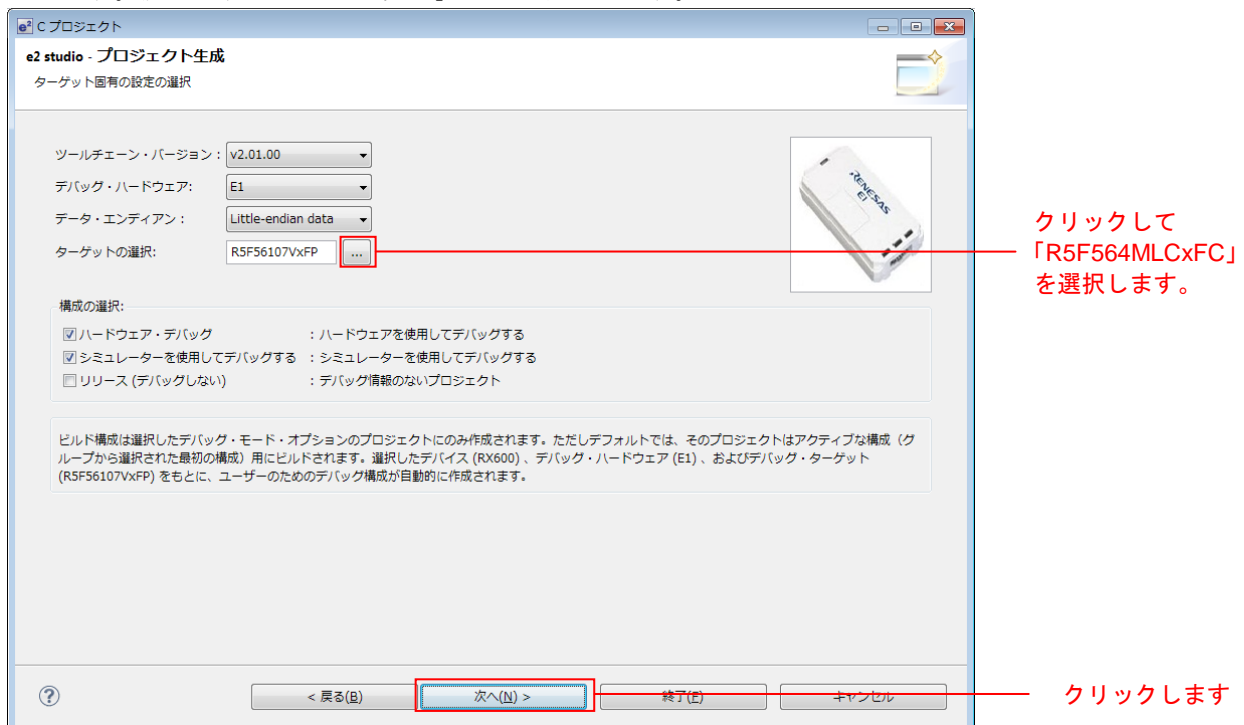 C プロジェクト
e2 studio - プロジェクト生成
ターゲット固有の設定の選択
ツールチェーン・バージョン : v2.01.00
デバッグ・ハードウェア: E1
データ・エンディアン : Little-endian data
ターゲットの選択: R5F56107VxFP ...
RENESAS
E1
クリックして
「R5F564MLCxFC」
を選択します。
構成の選択:
ハードウェア・デバッグ : ハードウェアを使用してデバッグする
シミュレーターを使用してデバッグする : シミュレーターを使用してデバッグする
リリース (デバッグしない) : デバッグ情報のないプロジェクト
ビルド構成は選択したデバッグ・モード・オプションのプロジェクトにのみ作成されます。ただしデフォルトでは、そのプロジェクトはアクティブな構成（グ
ループから選択された最初の構成）用にビルドされます。選択したデバイス (RX600) 、デバッグ・ハードウェア (E1) 、およびデバッグ・ターゲット
(R5F56107VxFP) をもとに、ユーザーのためのデバッグ構成が自動的に作成されます。
? < 戻る(B) 次へ(N) > 終了(F) キャンセル
クリックします